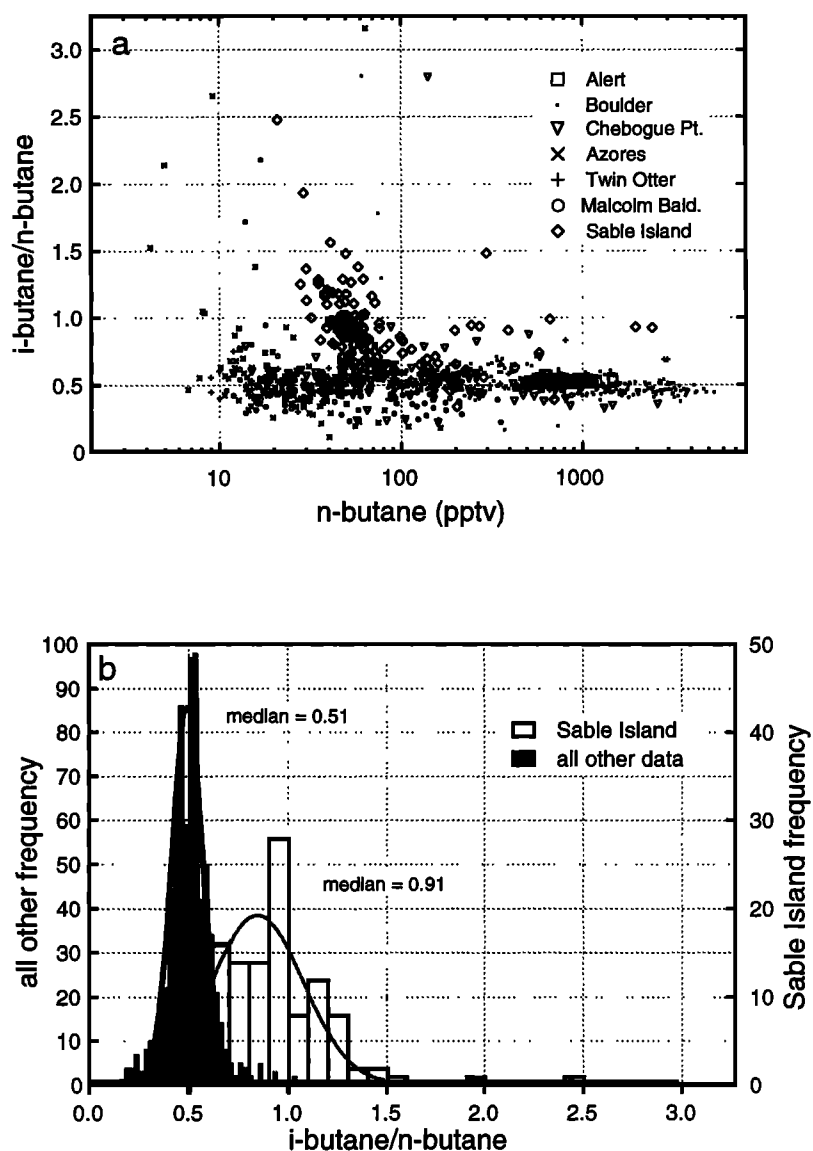 a
3.0
2.5
2.0
1.5
1.0
0.5
0
i-butane/n-butane
Alert
Boulder
Chebogue Pt.
Azores
Twin Otter
Malcolm Bald.
Sable Island
10
100
1000
n-butane (pptv)
b
100
90
80
70
60
50
40
30
20
10
0
all other frequency
median = 0.51
Sable Island
all other data
median = 0.91
50
40
30
20
10
0
Sable Island frequency
0.0
0.5
1.0
1.5
2.0
2.5
3.0
i-butane/n-butane